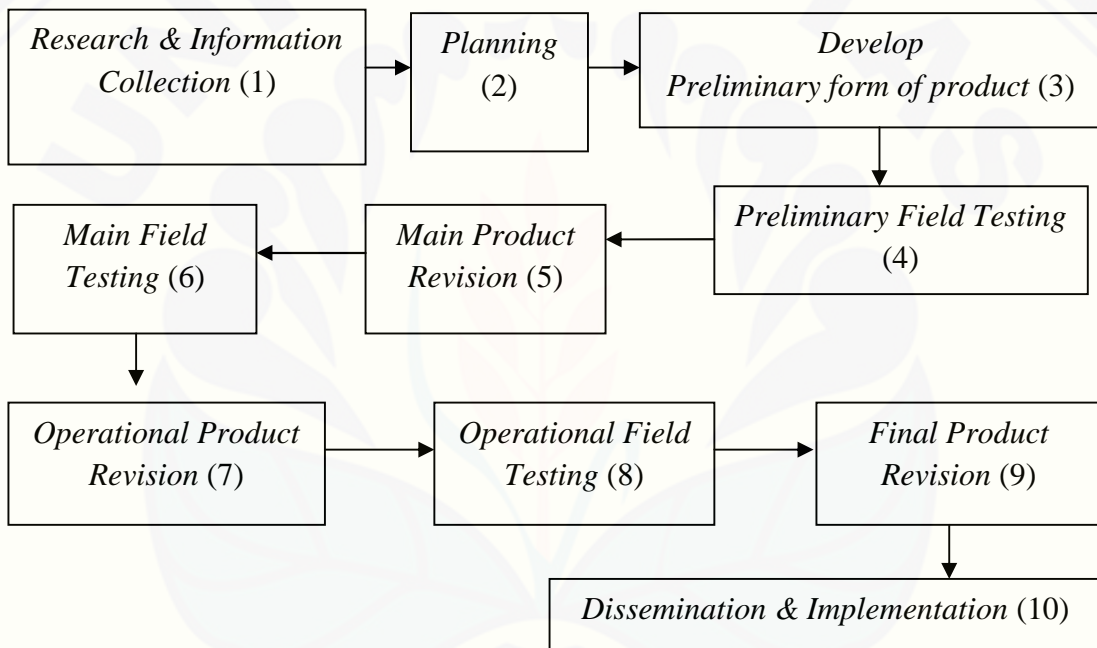 Research & Information
Collection (1)
Planning
(2)
Develop
Preliminary form of product (3)
Preliminary Field Testing
(4)
Main Product
Revision (5)
Main Field
Testing (6)
Operational Product
Revision (7)
Operational Field
Testing (8)
Final Product
Revision (9)
Dissemination & Implementation (10)